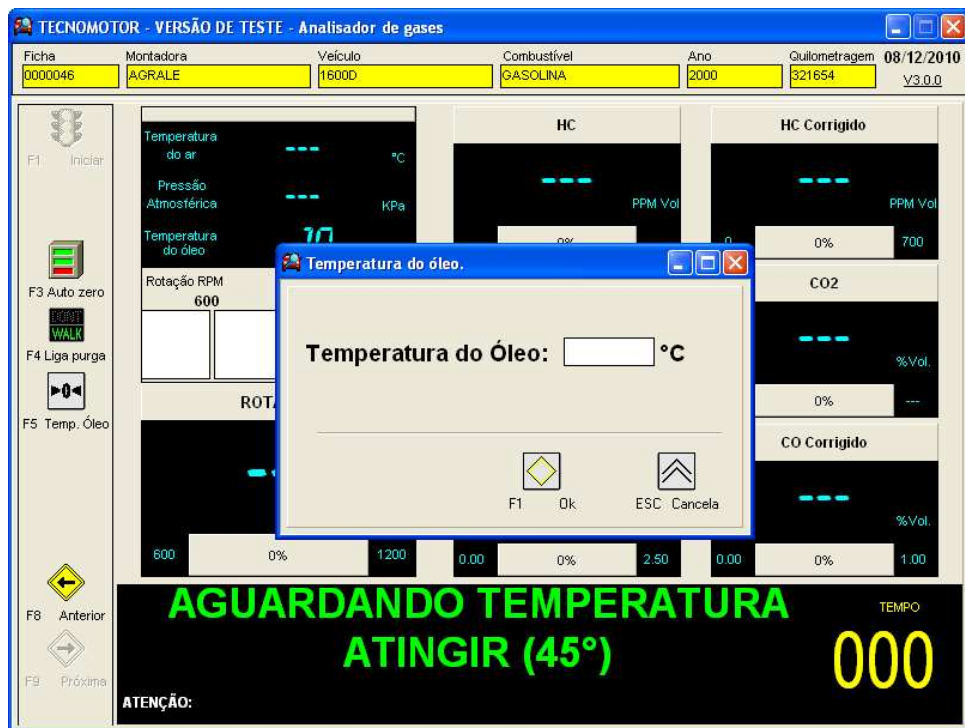 TECNOMOTOR - VERSÃO DE TESTE - Analisador de gases
Ficha Montadora Veículo Combustível Ano Quilometragem 08/12/2010
0000046 AGRALE 1600D GASOLINA 2000 321654 V3.0.0
F1 Iniciar
F3 Auto zero
DONT
WALK
F4 Liga purga
0
F5 Temp. Óleo
F8 Anterior
F9 Próxima
Temperatura
do ar --- °C
Pressão
Atmosférica --- KPa
Temperatura
do óleo
Rotação RPM
600
HC
--- PPM Vol
0%
HC Corrigido
--- PPM Vol
0 0% 700
CO2
--- %Vol.
0% ---
CO Corrigido
--- %Vol.
0.00 0% 1.00
0.00 0% 2.50
600 0% 1200
Temperatura do óleo.
Temperatura do Óleo: °C
F1 Ok ESC Cancela
AGUARDANDO TEMPERATURA
ATINGIR (45°)
TEMPO
000
ATENÇÃO: